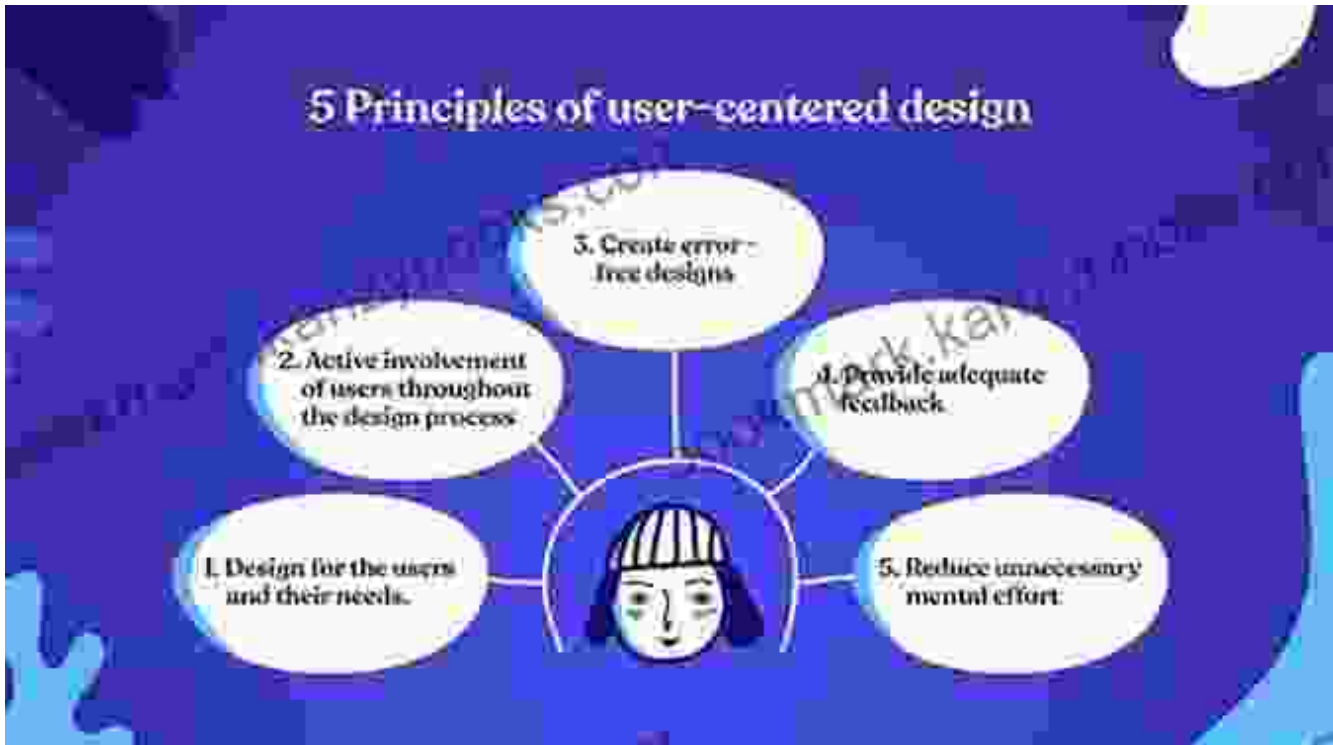 5 Principles of user-centered design
1. Design for the users
and their needs.
2. Active involvement
of users throughout
the design process
3. Create error-
free designs
4. Provide adequate
feedback
5. Reduce unnecessary
mental effort